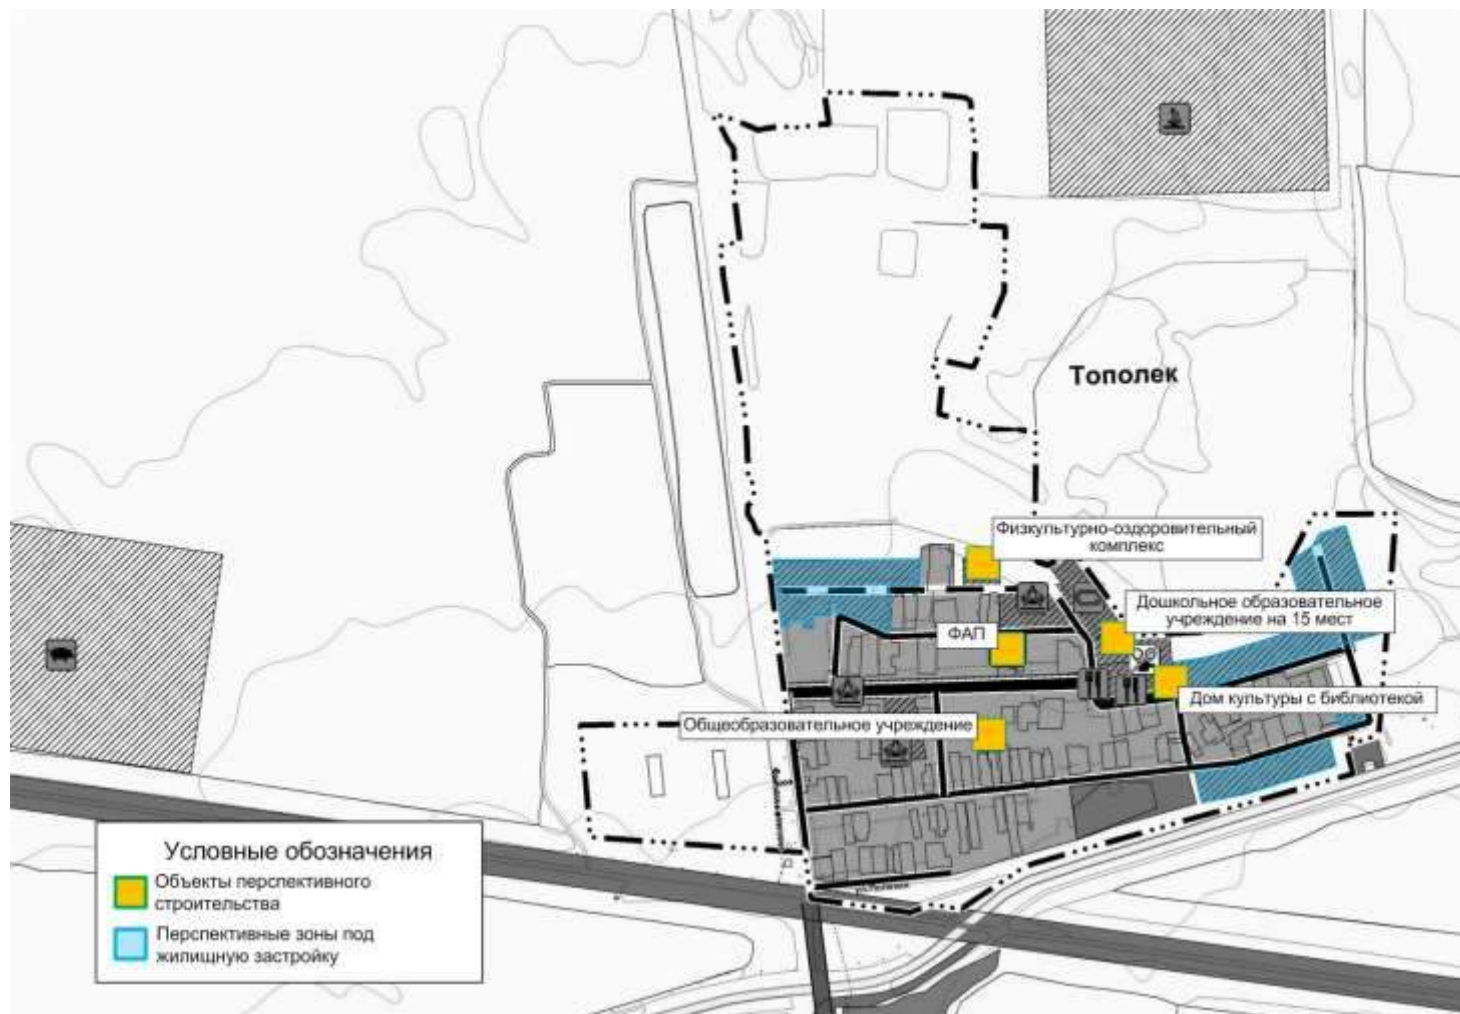 Тополек
Физкультурно-оздоровительный
комплекс
Дошкольное образовательное
учреждение на 15 мест
ФАП
Дом культуры с библиотекой
Общеобразовательное учреждение
Условные обозначения
Объекты перспективного
строительства
Перспективные зоны под
жилищную застройку